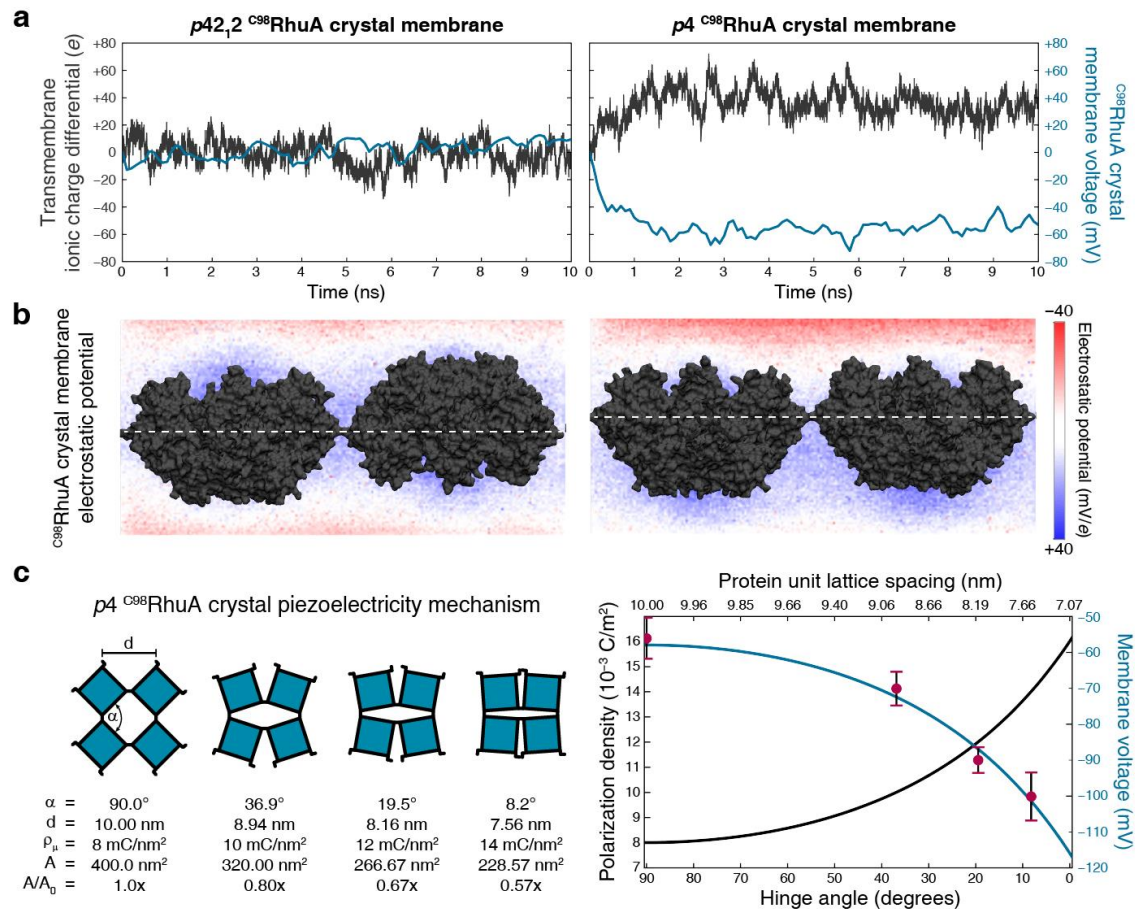 a
p42₁2 ᶜ⁹⁸RhuA crystal membrane
p4 ᶜ⁹⁸RhuA crystal membrane
Transmembrane
ionic charge differential (e)
+80
+60
+40
+20
0
−20
−40
−60
−80
0 1 2 3 4 5 6 7 8 9 10
Time (ns)
0 1 2 3 4 5 6 7 8 9 10
Time (ns)
+80
+60
+40
+20
0
−20
−40
−60
−80
ᶜ⁹⁸RhuA crystal
membrane voltage (mV)
b
ᶜ⁹⁸RhuA crystal membrane
electrostatic potential
−40
Electrostatic potential (mV/e)
+40
c
p4 ᶜ⁹⁸RhuA crystal piezoelectricity mechanism
d
α
α = 90.0° 36.9° 19.5° 8.2°
d = 10.00 nm 8.94 nm 8.16 nm 7.56 nm
ρμ = 8 mC/nm² 10 mC/nm² 12 mC/nm² 14 mC/nm²
A = 400.0 nm² 320.00 nm² 266.67 nm² 228.57 nm²
A/A₀ = 1.0x 0.80x 0.67x 0.57x
Protein unit lattice spacing (nm)
10.00 9.96 9.85 9.66 9.40 9.06 8.66 8.19 7.66 7.07
Polarization density (10⁻³ C/m²)
16
15
14
13
12
11
10
9
8
7
90 80 70 60 50 40 30 20 10 0
Hinge angle (degrees)
−50
−60
−70
−80
−90
−100
−110
−120
Membrane voltage (mV)